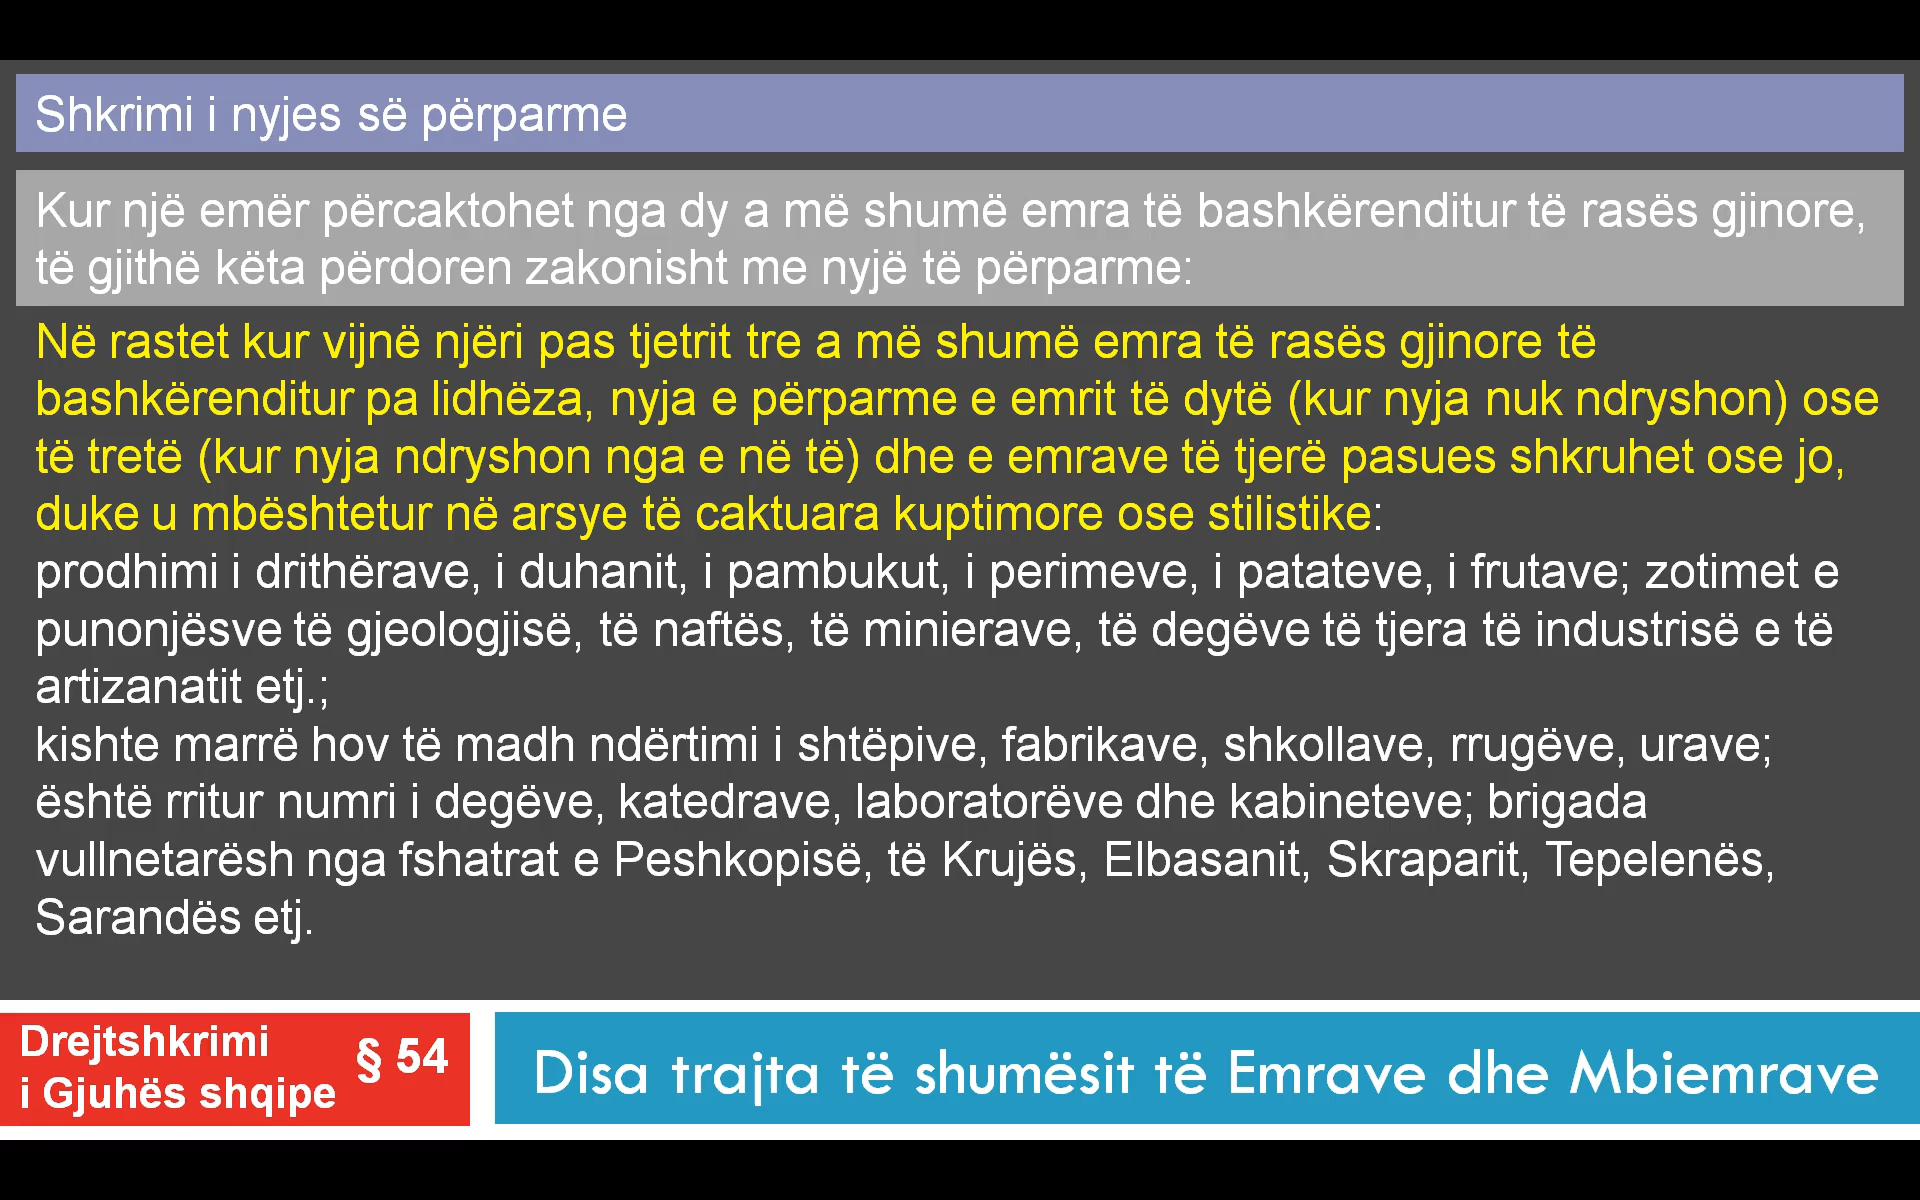 Shkrimi i nyjes së përparme
Kur një emër përcaktohet nga dy a më shumë emra të bashkërenditur të rasës gjinore,
të gjithë këta përdoren zakonisht me nyjë të përparme:
Në rastet kur vijnë njëri pas tjetrit tre a më shumë emra të rasës gjinore të
bashkërenditur pa lidhëza, nyja e përparme e emrit të dytë (kur nyja nuk ndryshon) ose
të tretë (kur nyja ndryshon nga e në të) dhe e emrave të tjerë pasues shkruhet ose jo,
duke u mbështetur në arsye të caktuara kuptimore ose stilistike:
prodhimi i drithërave, i duhanit, i pambukut, i perimeve, i patateve, i frutave; zotimet e
punonjësve të gjeologjisë, të naftës, të minierave, të degëve të tjera të industrisë e të
artizanatit etj.;
kishte marrë hov të madh ndërtimi i shtëpive, fabrikave, shkollave, rrugëve, urave;
është rritur numri i degëve, katedrave, laboratorëve dhe kabineteve; brigada
vullnetarësh nga fshatrat e Peshkopisë, të Krujës, Elbasanit, Skraparit, Tepelenës,
Sarandës etj.
Drejtshkrimi
i Gjuhës shqipe
§ 54
Disa trajta të shumësit të Emrave dhe Mbiemrave